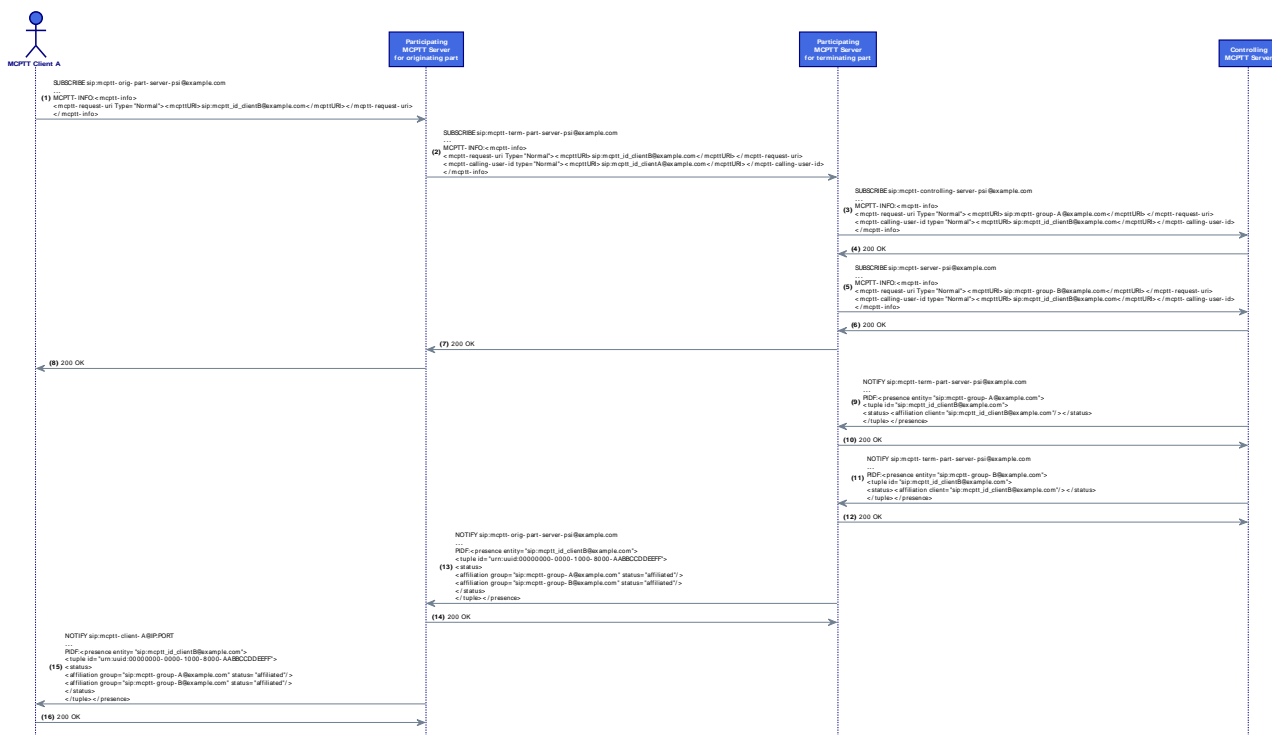 MCPTT Client A
Participating
MCPTT Server
for originating part
Participating
MCPTT Server
for terminating part
Controlling
MCPTT Server
SUBSCRIBE sip:mcptt-orig-part-server-psi@example.com
...
(1) MCPTT-INFO:<mcptt-info>
<mcptt-request-uri Type="Normal"><mcpttURI>sip:mcptt_id_clientB@example.com</mcpttURI></mcptt-request-uri>
</mcptt-info>
SUBSCRIBE sip:mcptt-term-part-server-psi@example.com
...
(2) MCPTT-INFO:<mcptt-info>
<mcptt-request-uri Type="Normal"><mcpttURI>sip:mcptt_id_clientB@example.com</mcpttURI></mcptt-request-uri>
<mcptt-calling-user-id type="Normal"><mcpttURI>sip:mcptt_id_clientA@example.com</mcpttURI></mcptt-calling-user-id>
</mcptt-info>
SUBSCRIBE sip:mcptt-controlling-server-psi@example.com
...
(3) MCPTT-INFO:<mcptt-info>
<mcptt-request-uri Type="Normal"><mcpttURI>sip:mcptt-group-A@example.com</mcpttURI></mcptt-request-uri>
<mcptt-calling-user-id type="Normal"><mcpttURI>sip:mcptt_id_clientB@example.com</mcpttURI></mcptt-calling-user-id>
</mcptt-info>
(4) 200 OK
SUBSCRIBE sip:mcptt-server-psi@example.com
...
(5) MCPTT-INFO:<mcptt-info>
<mcptt-request-uri Type="Normal"><mcpttURI>sip:mcptt-group-B@example.com</mcpttURI></mcptt-request-uri>
<mcptt-calling-user-id type="Normal"><mcpttURI>sip:mcptt_id_clientB@example.com</mcpttURI></mcptt-calling-user-id>
</mcptt-info>
(6) 200 OK
(7) 200 OK
(8) 200 OK
NOTIFY sip:mcptt-term-part-server-psi@example.com
...
(9) PIDF:<presence entity="sip:mcptt-group-A@example.com">
<tuple id="sip:mcptt_id_clientB@example.com">
<status><affiliation client="sip:mcptt_id_clientB@example.com"/></status>
</tuple></presence>
(10) 200 OK
NOTIFY sip:mcptt-term-part-server-psi@example.com
...
(11) PIDF:<presence entity="sip:mcptt-group-B@example.com">
<tuple id="sip:mcptt_id_clientB@example.com">
<status><affiliation client="sip:mcptt_id_clientB@example.com"/></status>
</tuple></presence>
(12) 200 OK
NOTIFY sip:mcptt-orig-part-server-psi@example.com
...
PIDF:<presence entity="sip:mcptt_id_clientB@example.com">
<tuple id="urn:uuid:00000000-0000-1000-8000-AABBCCDDEEFF">
(13) <status>
<affiliation group="sip:mcptt-group-A@example.com" status="affiliated"/>
<affiliation group="sip:mcptt-group-B@example.com" status="affiliated"/>
</status>
</tuple></presence>
(14) 200 OK
NOTIFY sip:mcptt-client-A@IP:PORT
...
PIDF:<presence entity="sip:mcptt_id_clientB@example.com">
<tuple id="urn:uuid:00000000-0000-1000-8000-AABBCCDDEEFF">
(15) <status>
<affiliation group="sip:mcptt-group-A@example.com" status="affiliated"/>
<affiliation group="sip:mcptt-group-B@example.com" status="affiliated"/>
</status>
</tuple></presence>
(16) 200 OK